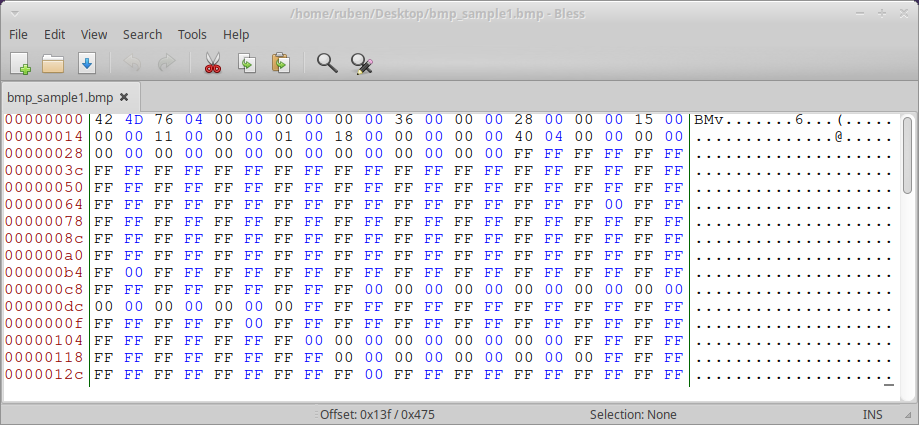 /home/ruben/Desktop/bmp_sample1.bmp - Bless
File Edit View Search Tools Help
bmp_sample1.bmp
00000000 42 4D 76 04 00 00 00 00 00 00 36 00 00 00 28 00 00 00 15 00 BMv.......6...(.....
00000014 00 00 11 00 00 00 01 00 18 00 00 00 00 00 40 04 00 00 00 00 ..............@.....
00000028 00 00 00 00 00 00 00 00 00 00 00 00 00 00 FF FF FF FF FF FF ....................
0000003c FF FF FF FF FF FF FF FF FF FF FF FF FF FF FF FF FF FF FF FF ....................
00000050 FF FF FF FF FF FF FF FF FF FF FF FF FF FF FF FF FF FF FF FF ....................
00000064 FF FF FF FF FF FF FF FF FF FF FF FF FF FF FF FF FF 00 FF FF ....................
00000078 FF FF FF FF FF FF FF FF FF FF FF FF FF FF FF FF FF FF FF FF ....................
0000008c FF FF FF FF FF FF FF FF FF FF FF FF FF FF FF FF FF FF FF FF ....................
000000a0 FF FF FF FF FF FF FF FF FF FF FF FF FF FF FF FF FF FF FF FF ....................
000000b4 FF 00 FF FF FF FF FF FF FF FF FF FF FF FF FF FF FF FF FF FF ....................
000000c8 FF FF FF FF FF FF FF FF FF 00 00 00 00 00 00 00 00 00 00 00 ....................
000000dc 00 00 00 00 00 00 00 FF FF FF FF FF FF FF FF FF FF FF FF FF ....................
0000000f FF FF FF FF FF 00 FF FF FF FF FF FF FF FF FF FF FF FF FF FF ....................
00000104 FF FF FF FF FF FF FF 00 00 00 00 00 00 00 00 00 FF FF FF FF ....................
00000118 FF FF FF FF FF FF FF FF 00 00 00 00 00 00 00 00 00 FF FF FF ....................
0000012c FF FF FF FF FF FF FF FF FF 00 FF FF FF FF FF FF FF FF FF FF ....................
Offset: 0x13f / 0x475 Selection: None INS